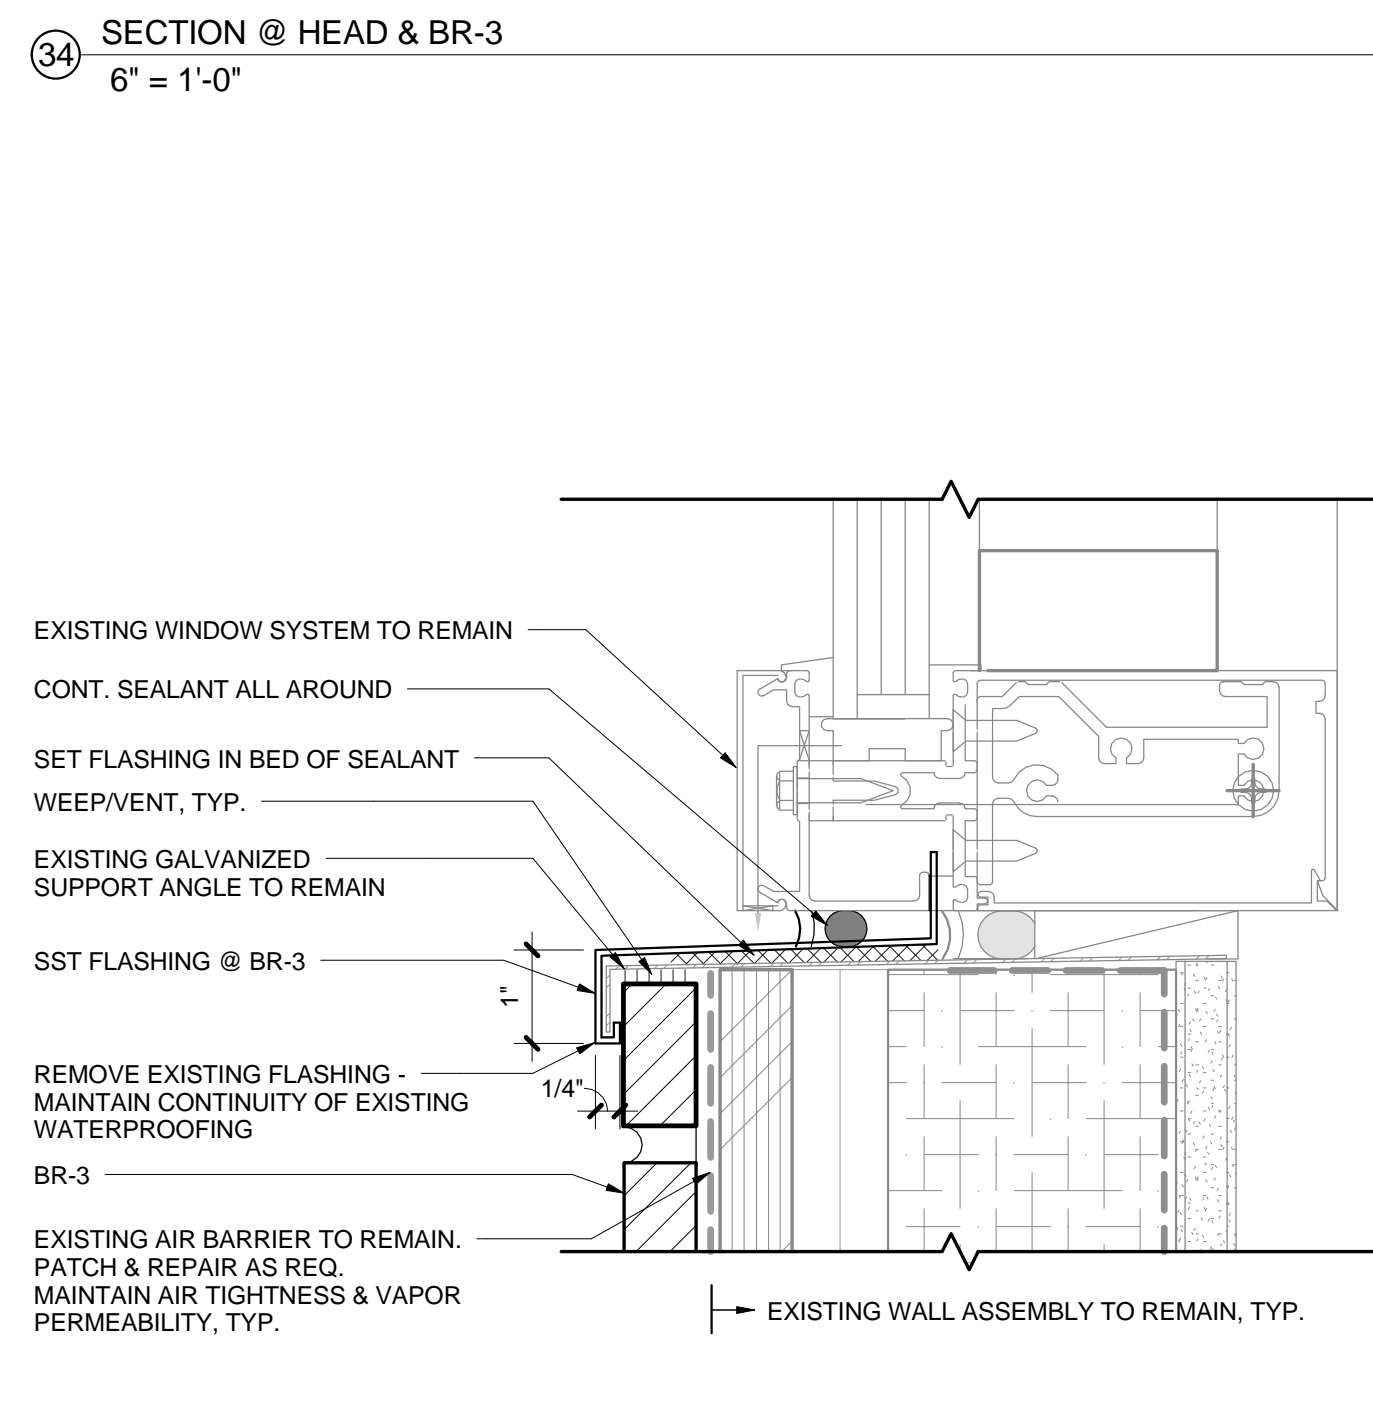 34
SECTION @ HEAD & BR-3
6" = 1'-0"
EXISTING WINDOW SYSTEM TO REMAIN
CONT. SEALANT ALL AROUND
SET FLASHING IN BED OF SEALANT
WEEP/VENT, TYP.
EXISTING GALVANIZED
SUPPORT ANGLE TO REMAIN
SST FLASHING @ BR-3
1"
REMOVE EXISTING FLASHING -
MAINTAIN CONTINUITY OF EXISTING
WATERPROOFING
1/4"
BR-3
EXISTING AIR BARRIER TO REMAIN.
PATCH & REPAIR AS REQ.
MAINTAIN AIR TIGHTNESS & VAPOR
PERMEABILITY, TYP.
EXISTING WALL ASSEMBLY TO REMAIN, TYP.